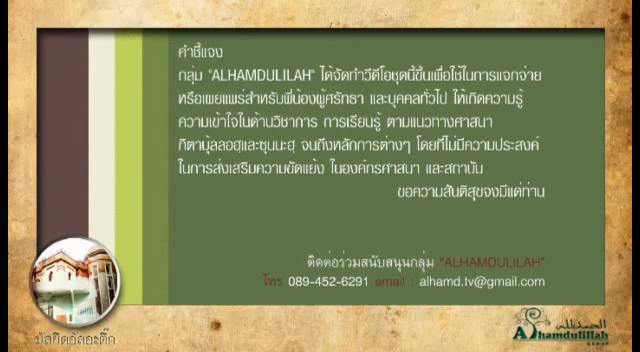 คำชี้แจง
กลุ่ม "ALHAMDULILAH" ได้จัดทำวีดีโอชุดนี้ขึ้นเพื่อใช้ในการแจกจ่าย
หรือเผยแพร่สำหรับพี่น้องผู้ศรัทธา และบุคคลทั่วไป ให้เกิดความรู้
ความเข้าใจในด้านวิชาการ การเรียนรู้ ตามแนวทางศาสนา
กิตาบุ้ลลอฮฺและซุนนะฮฺ จนถึงหลักการต่างๆ โดยที่ไม่มีความประสงค์
ในการส่งเสริมความขัดแย้ง ในองค์กรศาสนา และสถาบัน
ขอความสันติสุขจงมีแด่ท่าน
ติดต่อร่วมสนับสนุนกลุ่ม "ALHAMDULILAH"
โทร 089-452-6291 email : alhamd.tv@gmail.com
มัสยิดอัลอะติ๊ก
الحمد لله
Alhamdulillah
GROUP